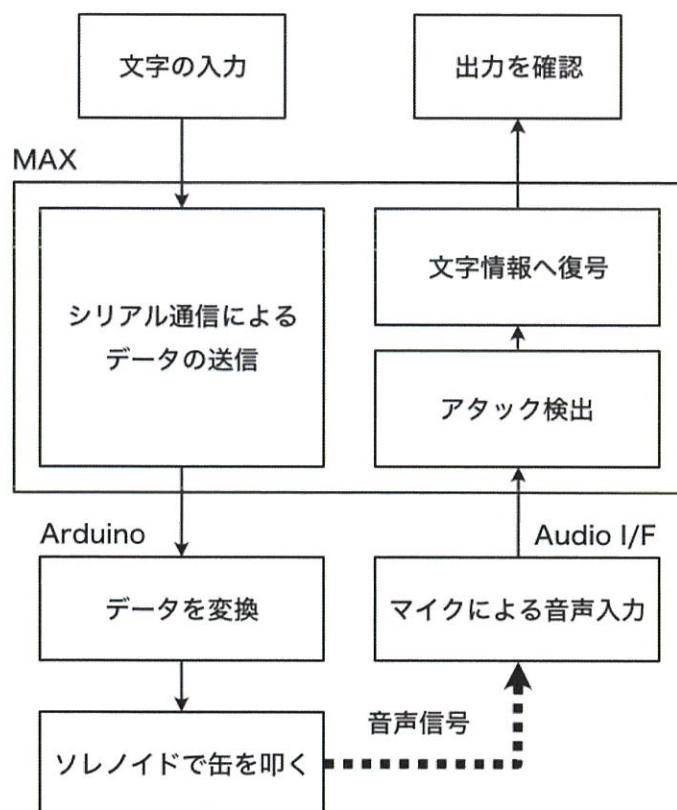 文字の入力
出力を確認
MAX
シリアル通信による
データの送信
文字情報へ復号
アタック検出
Arduino
Audio I/F
データを変換
マイクによる音声入力
音声信号
ソレノイドで缶を叩く